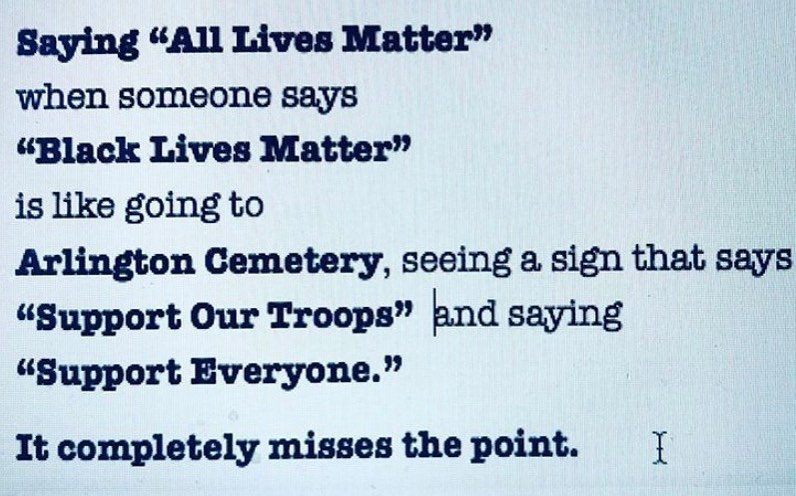 Saying “All Lives Matter”
when someone says
“Black Lives Matter”
is like going to
Arlington Cemetery, seeing a sign that says
“Support Our Troops” and saying
“Support Everyone.”
It completely misses the point.